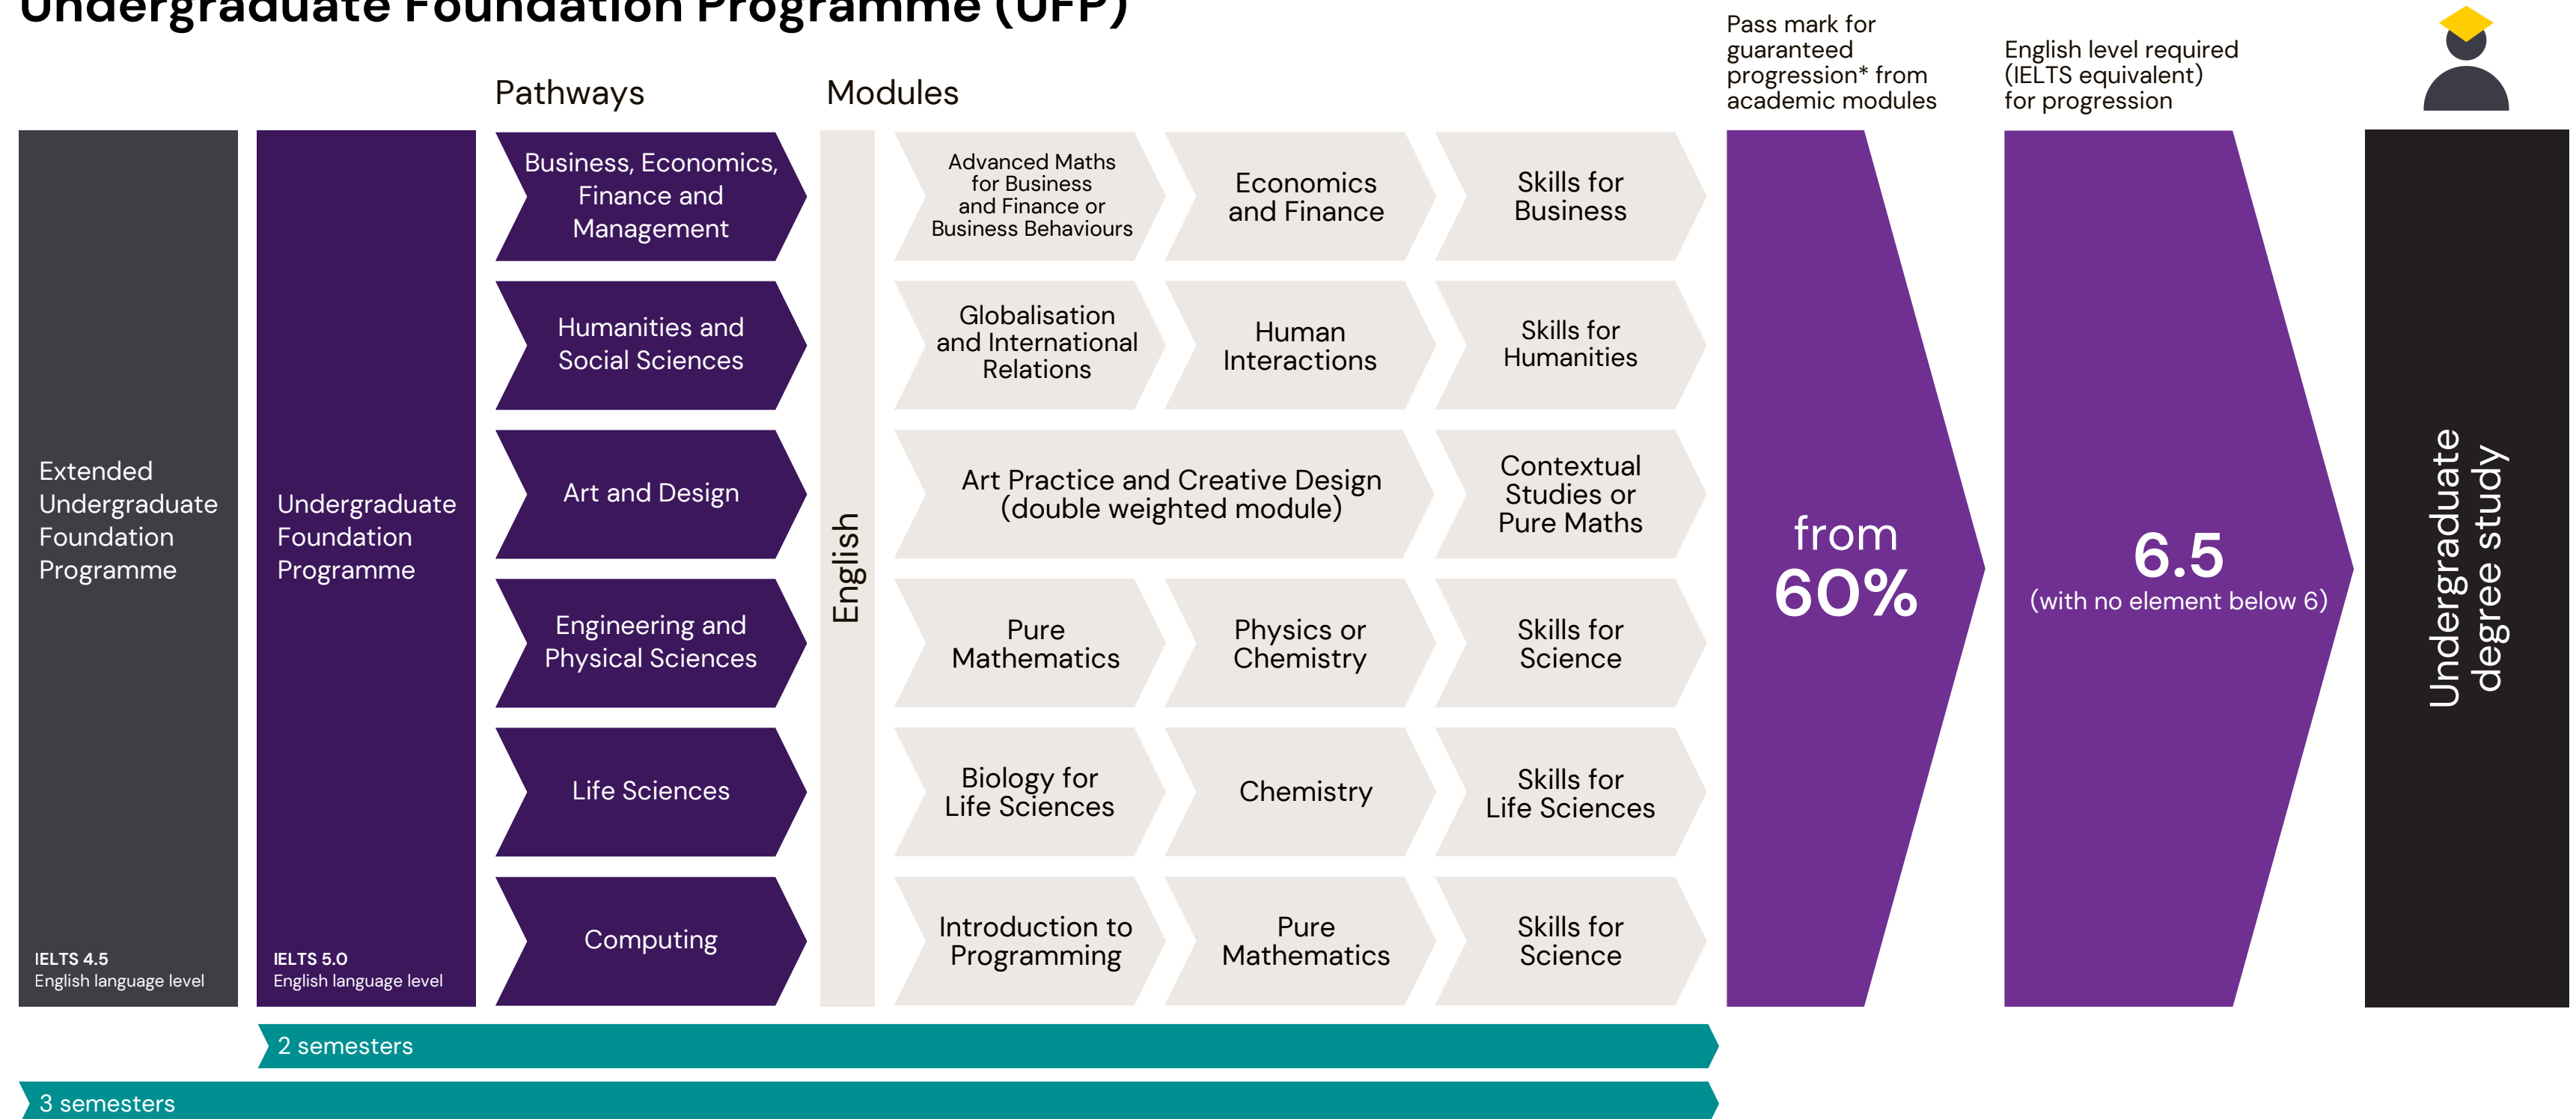 Undergraduate Foundation Programme (UFP)
Pathways
Modules
Pass mark for
guaranteed
progression* from
academic modules
English level required
(IELTS equivalent)
for progression
Extended
Undergraduate
Foundation
Programme
IELTS 4.5
English language level
Undergraduate
Foundation
Programme
IELTS 5.0
English language level
Business, Economics,
Finance and
Management
English
Advanced Maths
for Business
and Finance or
Business Behaviours
Economics
and Finance
Skills for
Business
Humanities and
Social Sciences
Globalisation
and International
Relations
Human
Interactions
Skills for
Humanities
Art and Design
Art Practice and Creative Design
(double weighted module)
Contextual
Studies or
Pure Maths
Engineering and
Physical Sciences
Pure
Mathematics
Physics or
Chemistry
Skills for
Science
Life Sciences
Biology for
Life Sciences
Chemistry
Skills for
Life Sciences
Computing
Introduction to
Programming
Pure
Mathematics
Skills for
Science
from
60%
6.5
(with no element below 6)
Undergraduate
degree study
2 semesters
3 semesters